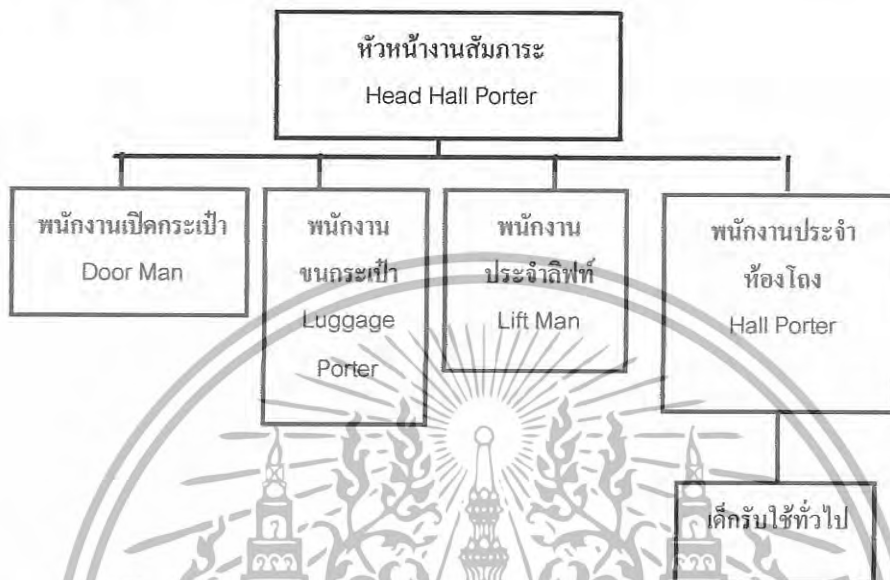 หัวหน้างานสัมภาระ
Head Hall Porter
พนักงานเปิดกระเป๋า
Door Man
พนักงาน
ขนกระเป๋า
Luggage
Porter
พนักงาน
ประจำลิฟท์
Lift Man
พนักงานประจำ
ห้องโถง
Hall Porter
เด็กรับใช้ทั่วไป